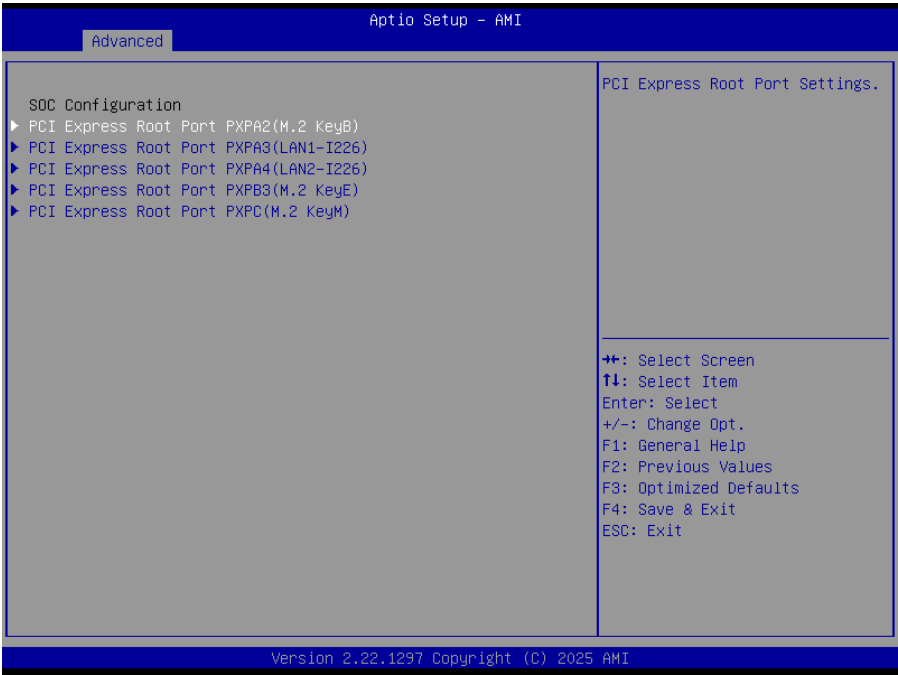 Aptio Setup – AMI
Advanced
SOC Configuration
PCI Express Root Port PXPA2(M.2 KeyB)
PCI Express Root Port PXPA3(LAN1-I226)
PCI Express Root Port PXPA4(LAN2-I226)
PCI Express Root Port PXPB3(M.2 KeyE)
PCI Express Root Port PXPC(M.2 KeyM)
PCI Express Root Port Settings.
→←: Select Screen
↑↓: Select Item
Enter: Select
+/-: Change Opt.
F1: General Help
F2: Previous Values
F3: Optimized Defaults
F4: Save & Exit
ESC: Exit
Version 2.22.1297 Copyright (C) 2025 AMI